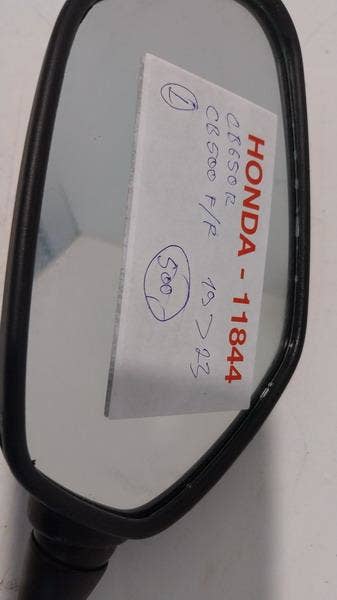 HONDA - 11844
CB650R 19 > 23
CB500 F/R
1 500,-